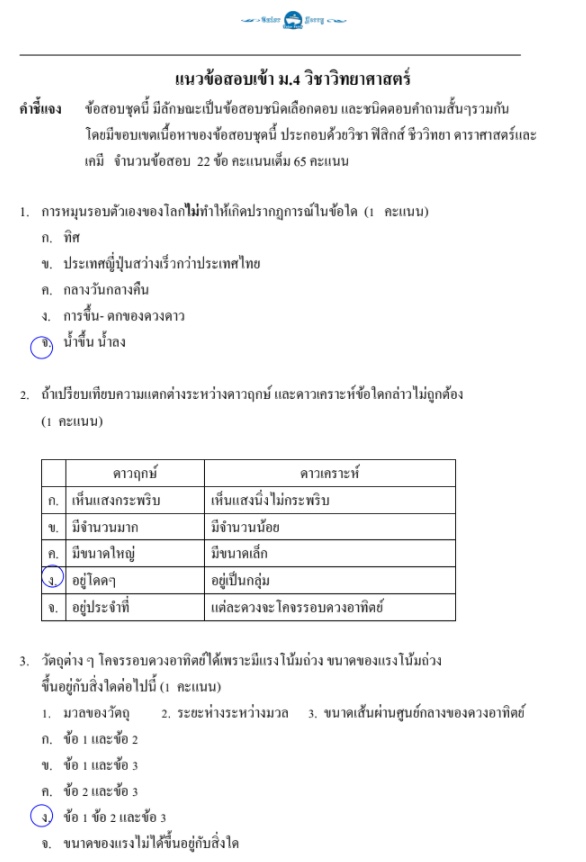 Water Sorry
แนวข้อสอบเข้า ม.4 วิชาวิทยาศาสตร์
คำชี้แจง ข้อสอบชุดนี้ มีลักษณะเป็นข้อสอบชนิดเลือกตอบ และชนิดตอบคำถามสั้นๆรวมกัน
โดยมีขอบเขตเนื้อหาของข้อสอบชุดนี้ ประกอบด้วยวิชา ฟิสิกส์ ชีววิทยา ดาราศาสตร์และ
เคมี จำนวนข้อสอบ 22 ข้อ คะแนนเต็ม 65 คะแนน
1. การหมุนรอบตัวเองของโลกไม่ทำให้เกิดปรากฏการณ์ในข้อใด (1 คะแนน)
ก. ทิศ
ข. ประเทศญี่ปุ่นสว่างเร็วกว่าประเทศไทย
ค. กลางวันกลางคืน
ง. การขึ้น- ตกของดวงดาว
จ. น้ำขึ้น น้ำลง
2. ถ้าเปรียบเทียบความแตกต่างระหว่างดาวฤกษ์ และดาวเคราะห์ข้อใดกล่าวไม่ถูกต้อง
(1 คะแนน)
ดาวฤกษ์ ดาวเคราะห์
ก. เห็นแสงกระพริบ เห็นแสงนิ่งไม่กระพริบ
ข. มีจำนวนมาก มีจำนวนน้อย
ค. มีขนาดใหญ่ มีขนาดเล็ก
ง. อยู่โดดๆ อยู่เป็นกลุ่ม
จ. อยู่ประจำที่ แต่ละดวงจะโคจรรอบดวงอาทิตย์
3. วัตถุต่าง ๆ โคจรรอบดวงอาทิตย์ได้เพราะมีแรงโน้มถ่วง ขนาดของแรงโน้มถ่วง
ขึ้นอยู่กับสิ่งใดต่อไปนี้ (1 คะแนน)
1. มวลของวัตถุ 2. ระยะห่างระหว่างมวล 3. ขนาดเส้นผ่านศูนย์กลางของดวงอาทิตย์
ก. ข้อ 1 และข้อ 2
ข. ข้อ 1 และข้อ 3
ค. ข้อ 2 และข้อ 3
ง. ข้อ 1 ข้อ 2 และข้อ 3
จ. ขนาดของแรงไม่ได้ขึ้นอยู่กับสิ่งใด